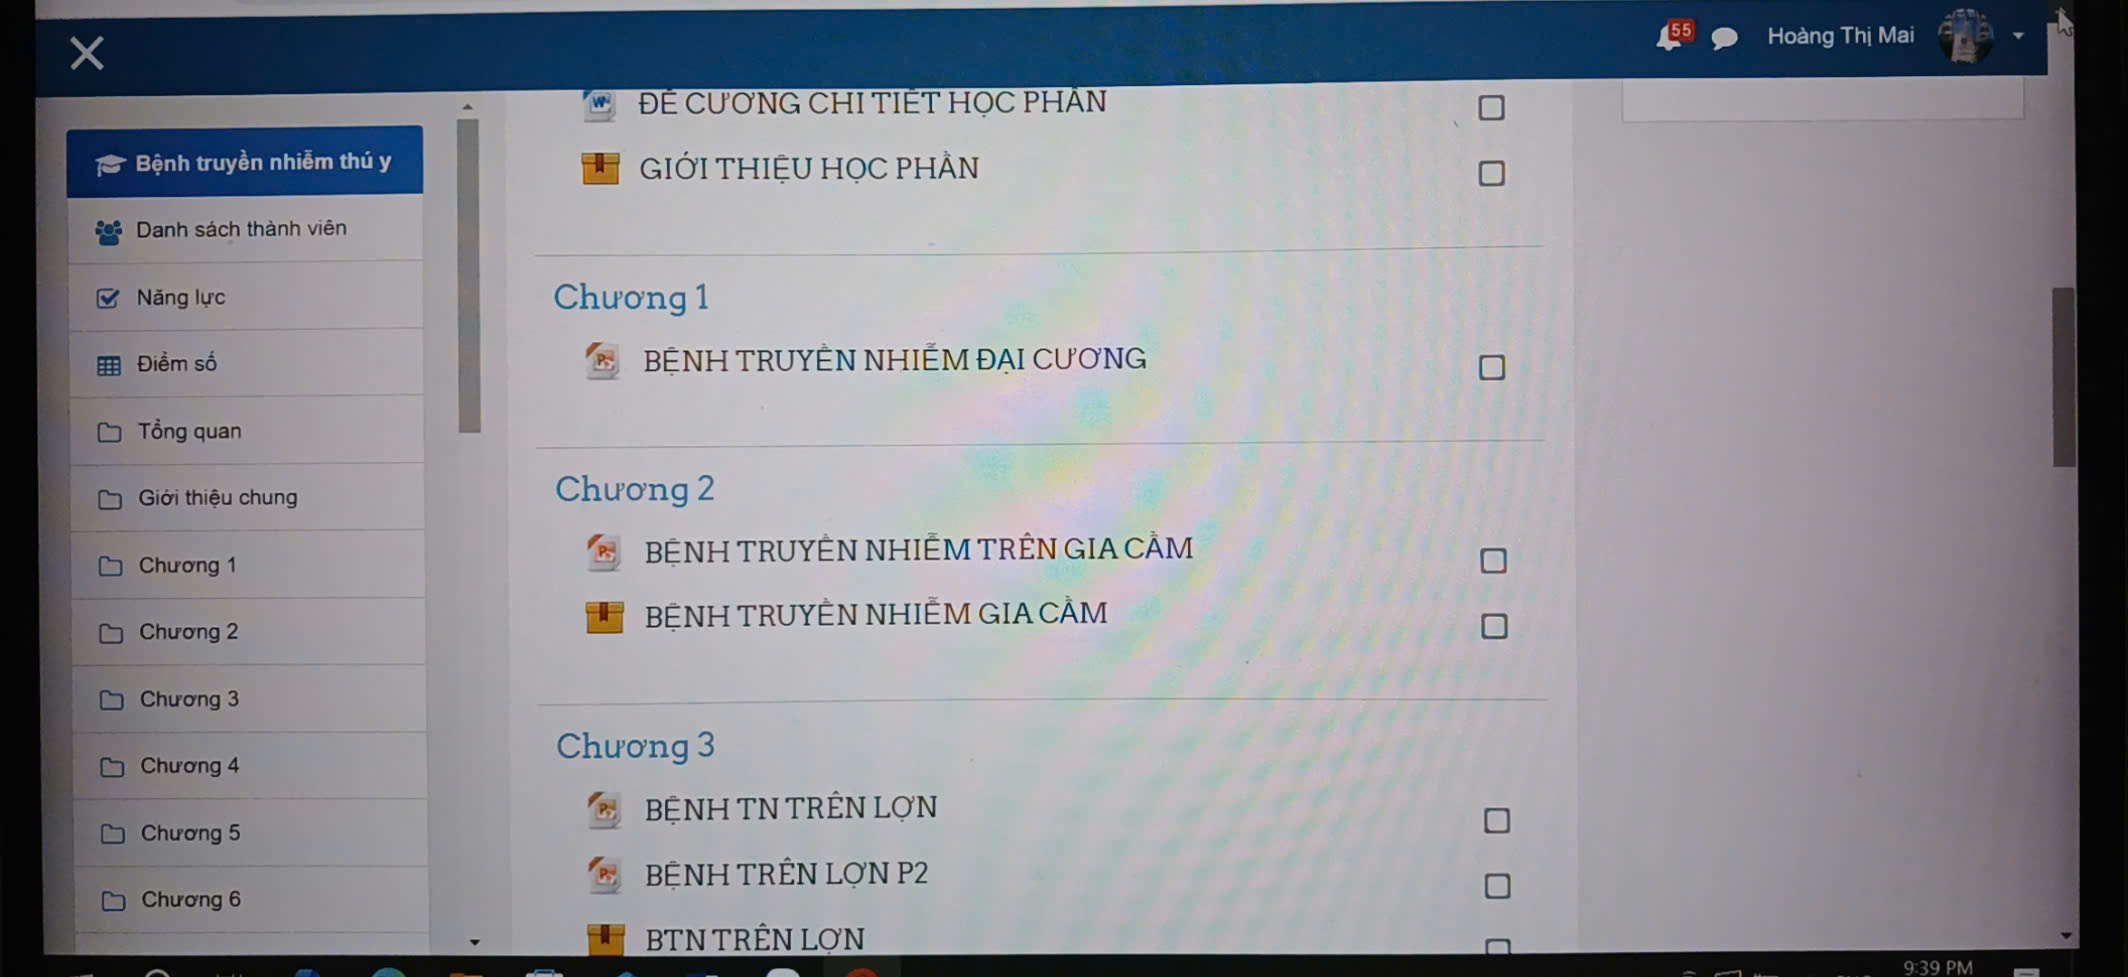 55
Hoàng Thị Mai
Bệnh truyền nhiễm thú y
Danh sách thành viên
Năng lực
Điểm số
Tổng quan
Giới thiệu chung
Chương 1
Chương 2
Chương 3
Chương 4
Chương 5
Chương 6
ĐỀ CƯƠNG CHI TIẾT HỌC PHẦN
GIỚI THIỆU HỌC PHẦN
Chương 1
BỆNH TRUYỀN NHIỄM ĐẠI CƯƠNG
Chương 2
BỆNH TRUYỀN NHIỄM TRÊN GIA CẦM
BỆNH TRUYỀN NHIỄM GIA CẦM
Chương 3
BỆNH TN TRÊN LỢN
BỆNH TRÊN LỢN P2
BTN TRÊN LỢN
9:39 PM